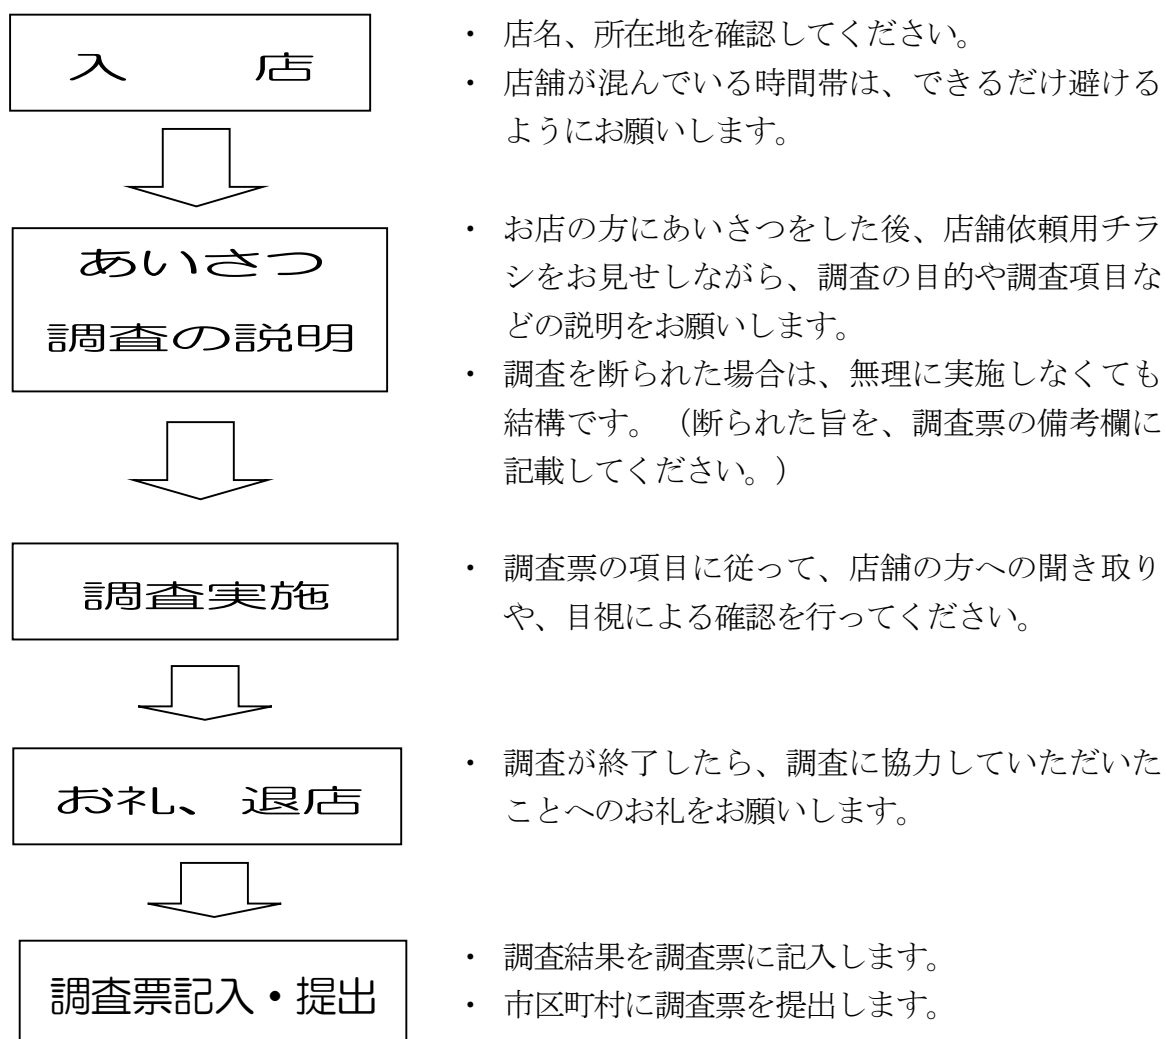 入 店
・ 店名、所在地を確認してください。
・ 店舗が混んでいる時間帯は、できるだけ避ける
ようにお願いします。
あいさつ
調査の説明
・ お店の方にあいさつをした後、店舗依頼用チラ
シをお見せしながら、調査の目的や調査項目な
どの説明をお願いします。
・ 調査を断られた場合は、無理に実施しなくても
結構です。（断られた旨を、調査票の備考欄に
記載してください。）
調査実施
・ 調査票の項目に従って、店舗の方への聞き取り
や、目視による確認を行ってください。
お礼、退店
・ 調査が終了したら、調査に協力していただいた
ことへのお礼をお願いします。
調査票記入・提出
・ 調査結果を調査票に記入します。
・ 市区町村に調査票を提出します。